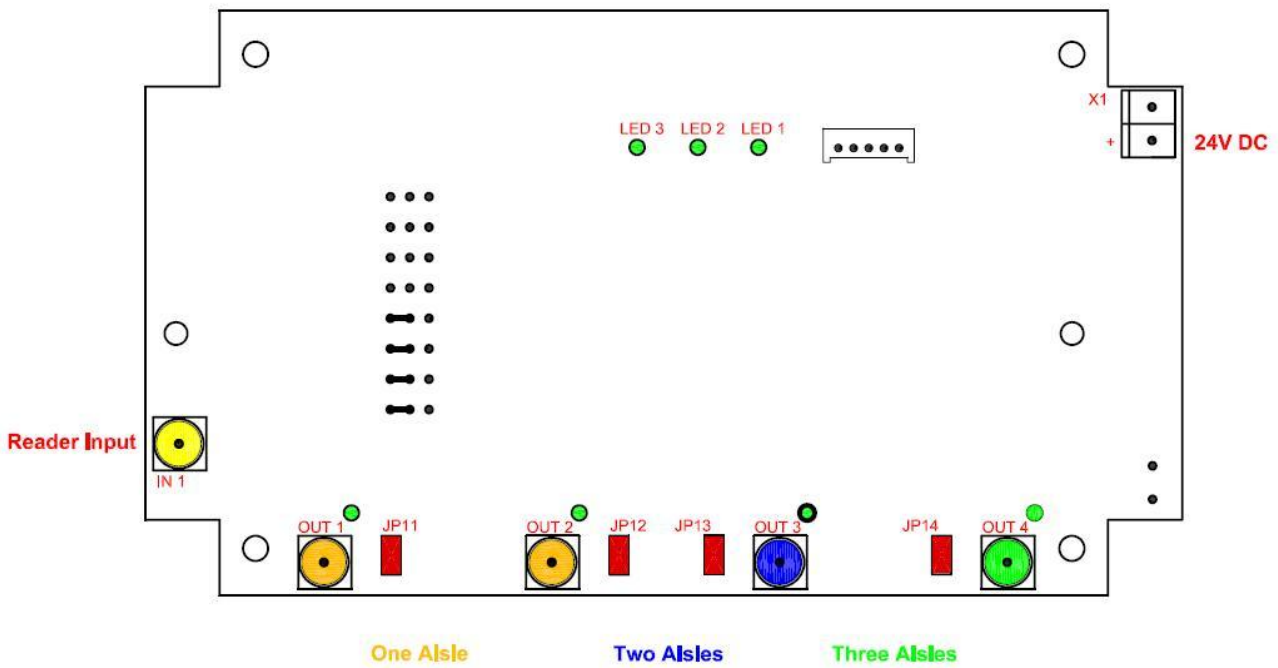 X1
LED 3 LED 2 LED 1
+ 24V DC
Reader Input
IN 1
OUT 1 JP11 OUT 2 JP12 JP13 OUT 3 JP14 OUT 4
One Aisle Two Aisles Three Aisles